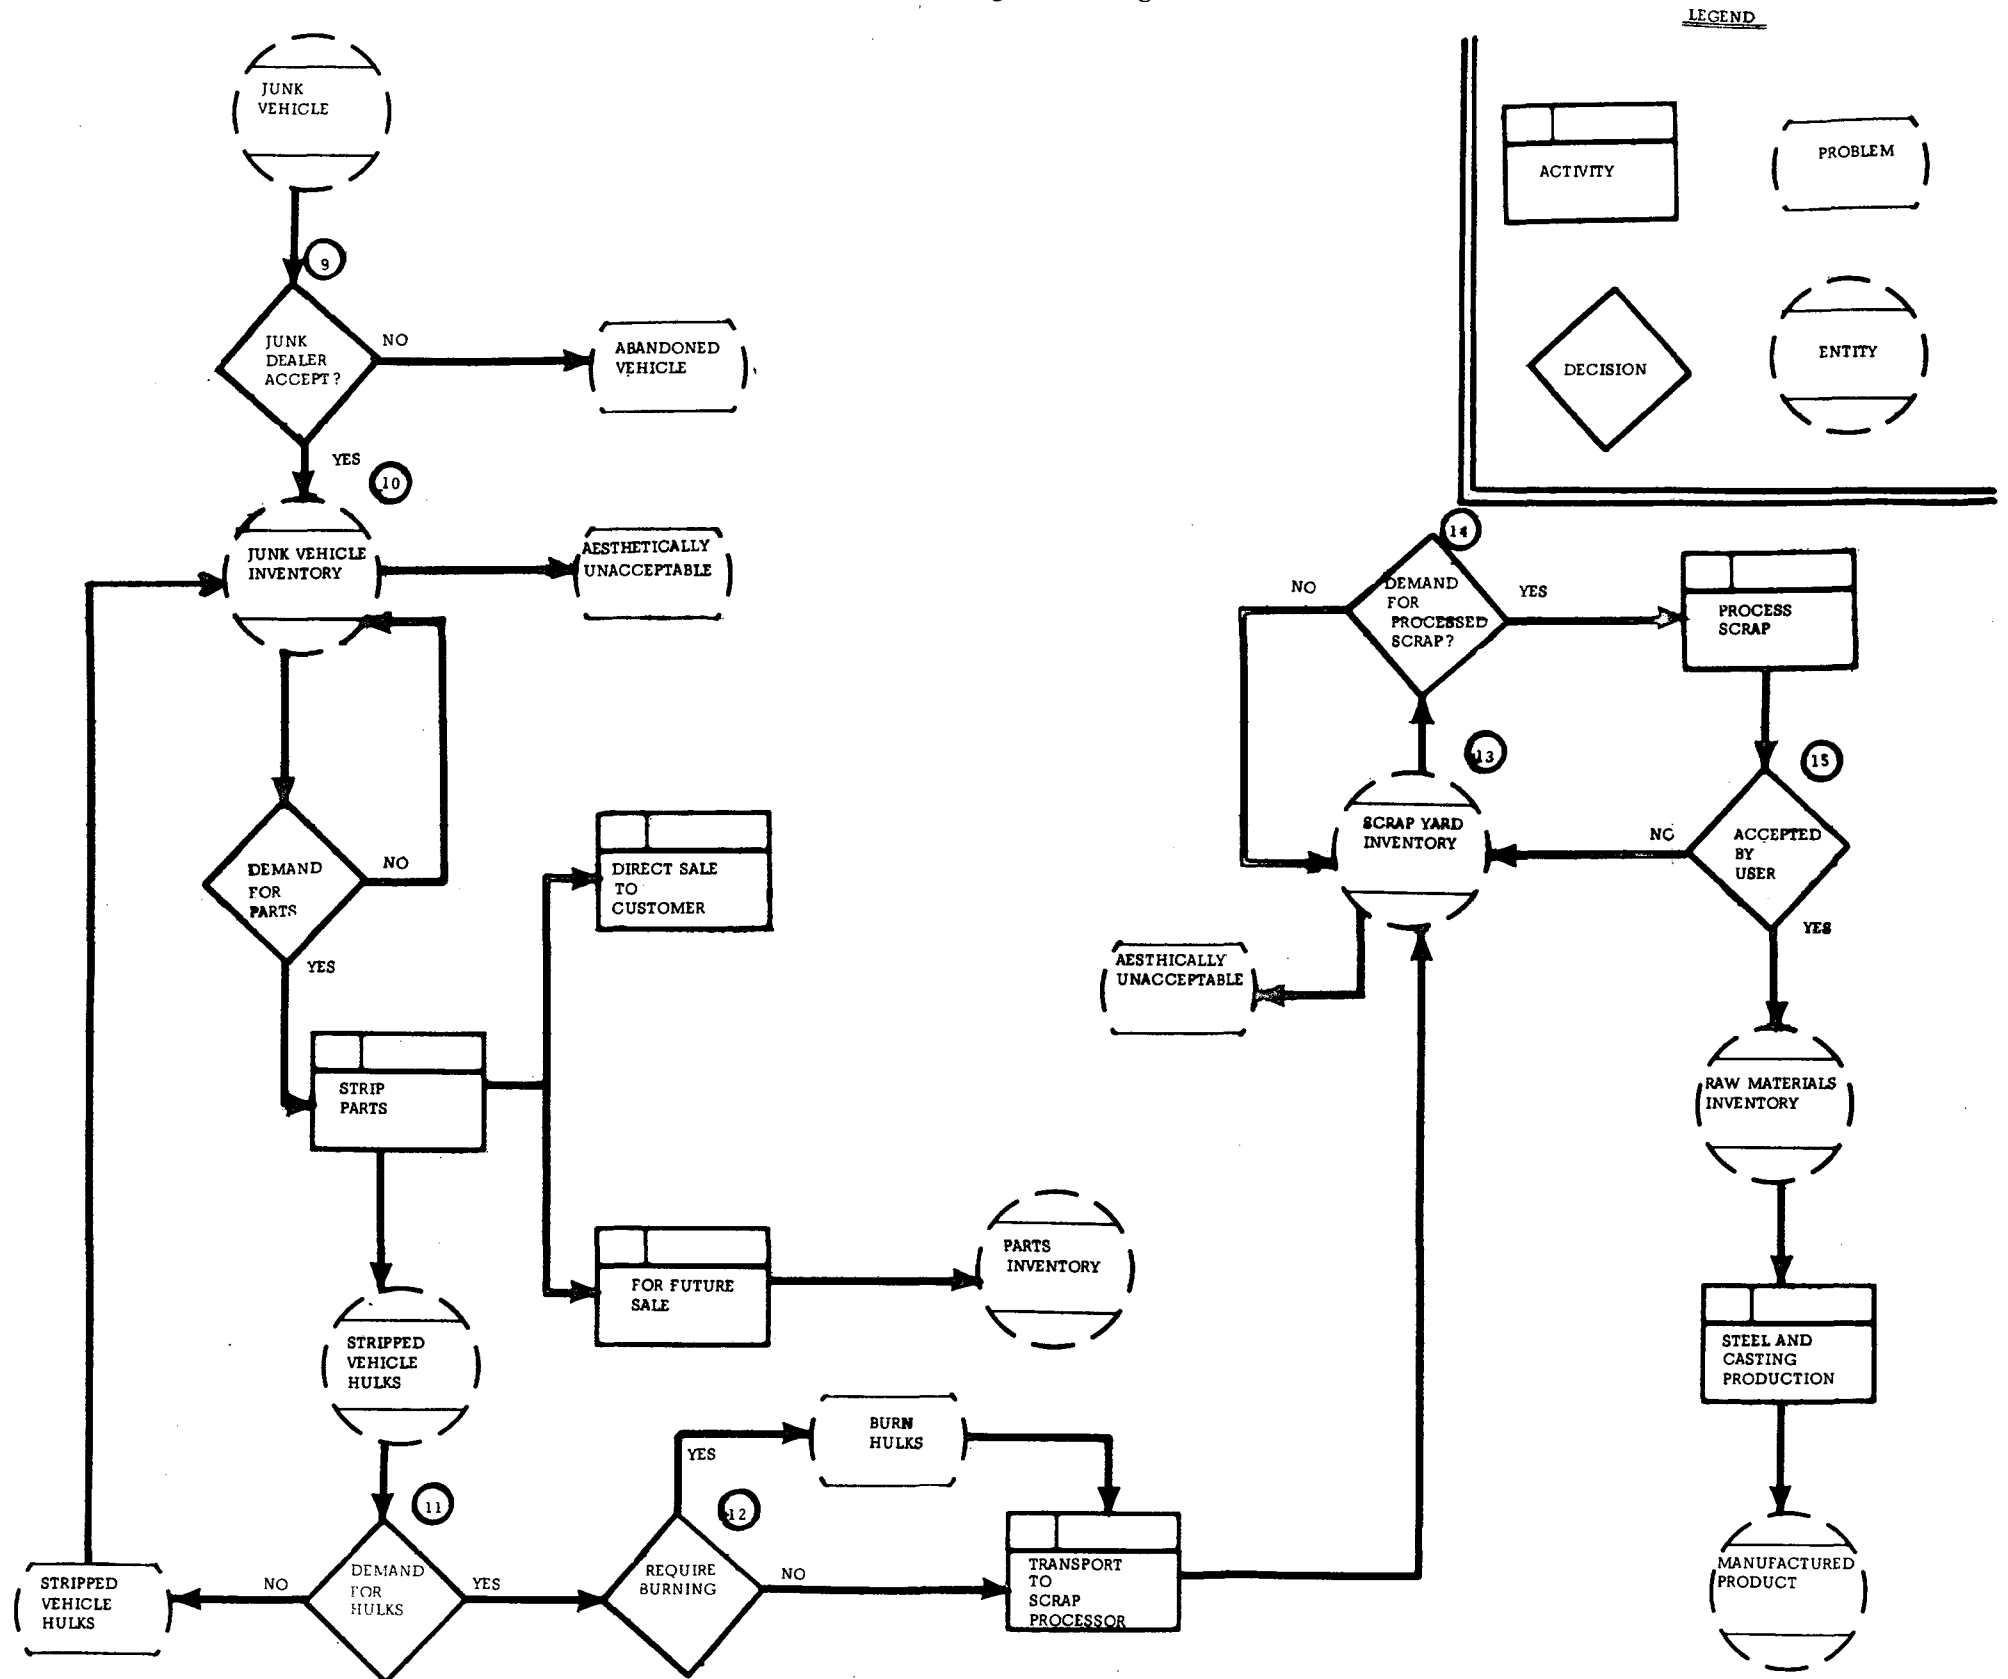 LEGEND
ACTIVITY
PROBLEM
DECISION
ENTITY
JUNK
VEHICLE
9
JUNK
DEALER
ACCEPT?
NO
ABANDONED
VEHICLE
YES
10
JUNK VEHICLE
INVENTORY
AESTHETICALLY
UNACCEPTABLE
DEMAND
FOR
PARTS
NO
YES
DIRECT SALE
TO
CUSTOMER
STRIP
PARTS
FOR FUTURE
SALE
PARTS
INVENTORY
STRIPPED
VEHICLE
HULKS
11
DEMAND
FOR
HULKS
NO
STRIPPED
VEHICLE
HULKS
YES
12
REQUIRE
BURNING
YES
BURN
HULKS
NO
TRANSPORT
TO
SCRAP
PROCESSOR
13
SCRAP YARD
INVENTORY
AESTHICALLY
UNACCEPTABLE
14
DEMAND
FOR
PROCESSED
SCRAP?
NO
YES
PROCESS
SCRAP
15
ACCEPTED
BY
USER
NO
YES
RAW MATERIALS
INVENTORY
STEEL AND
CASTING
PRODUCTION
MANUFACTURED
PRODUCT